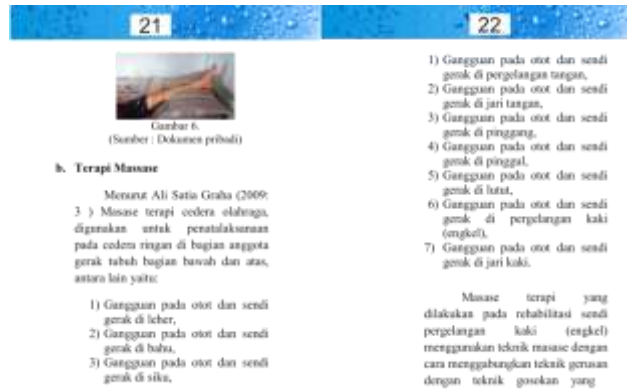 21
Gambar 6.
(Sumber : Dokumen pribadi)
b. Terapi Massase
Menurut Ali Satia Graha (2009:
3 ) Masase terapi cedera olahraga,
digunakan untuk penatalaksanaan
pada cedera ringan di bagian anggota
gerak tubuh bagian bawah dan atas,
antara lain yaitu:
1) Gangguan pada otot dan sendi
gerak di leher,
2) Gangguan pada otot dan sendi
gerak di bahu,
3) Gangguan pada otot dan sendi
gerak di siku,
22
1) Gangguan pada otot dan sendi
gerak di pergelangan tangan,
2) Gangguan pada otot dan sendi
gerak di jari tangan,
3) Gangguan pada otot dan sendi
gerak di pinggang,
4) Gangguan pada otot dan sendi
gerak di pinggul,
5) Gangguan pada otot dan sendi
gerak di lutut,
6) Gangguan pada otot dan sendi
gerak di pergelangan kaki
(engkel),
7) Gangguan pada otot dan sendi
gerak di jari kaki.
Masase terapi yang
dilakukan pada rehabilitasi sendi
pergelangan kaki (engkel)
menggunakan teknik masase dengan
cara menggabungkan teknik gerusan
dengan teknik gosokan yang